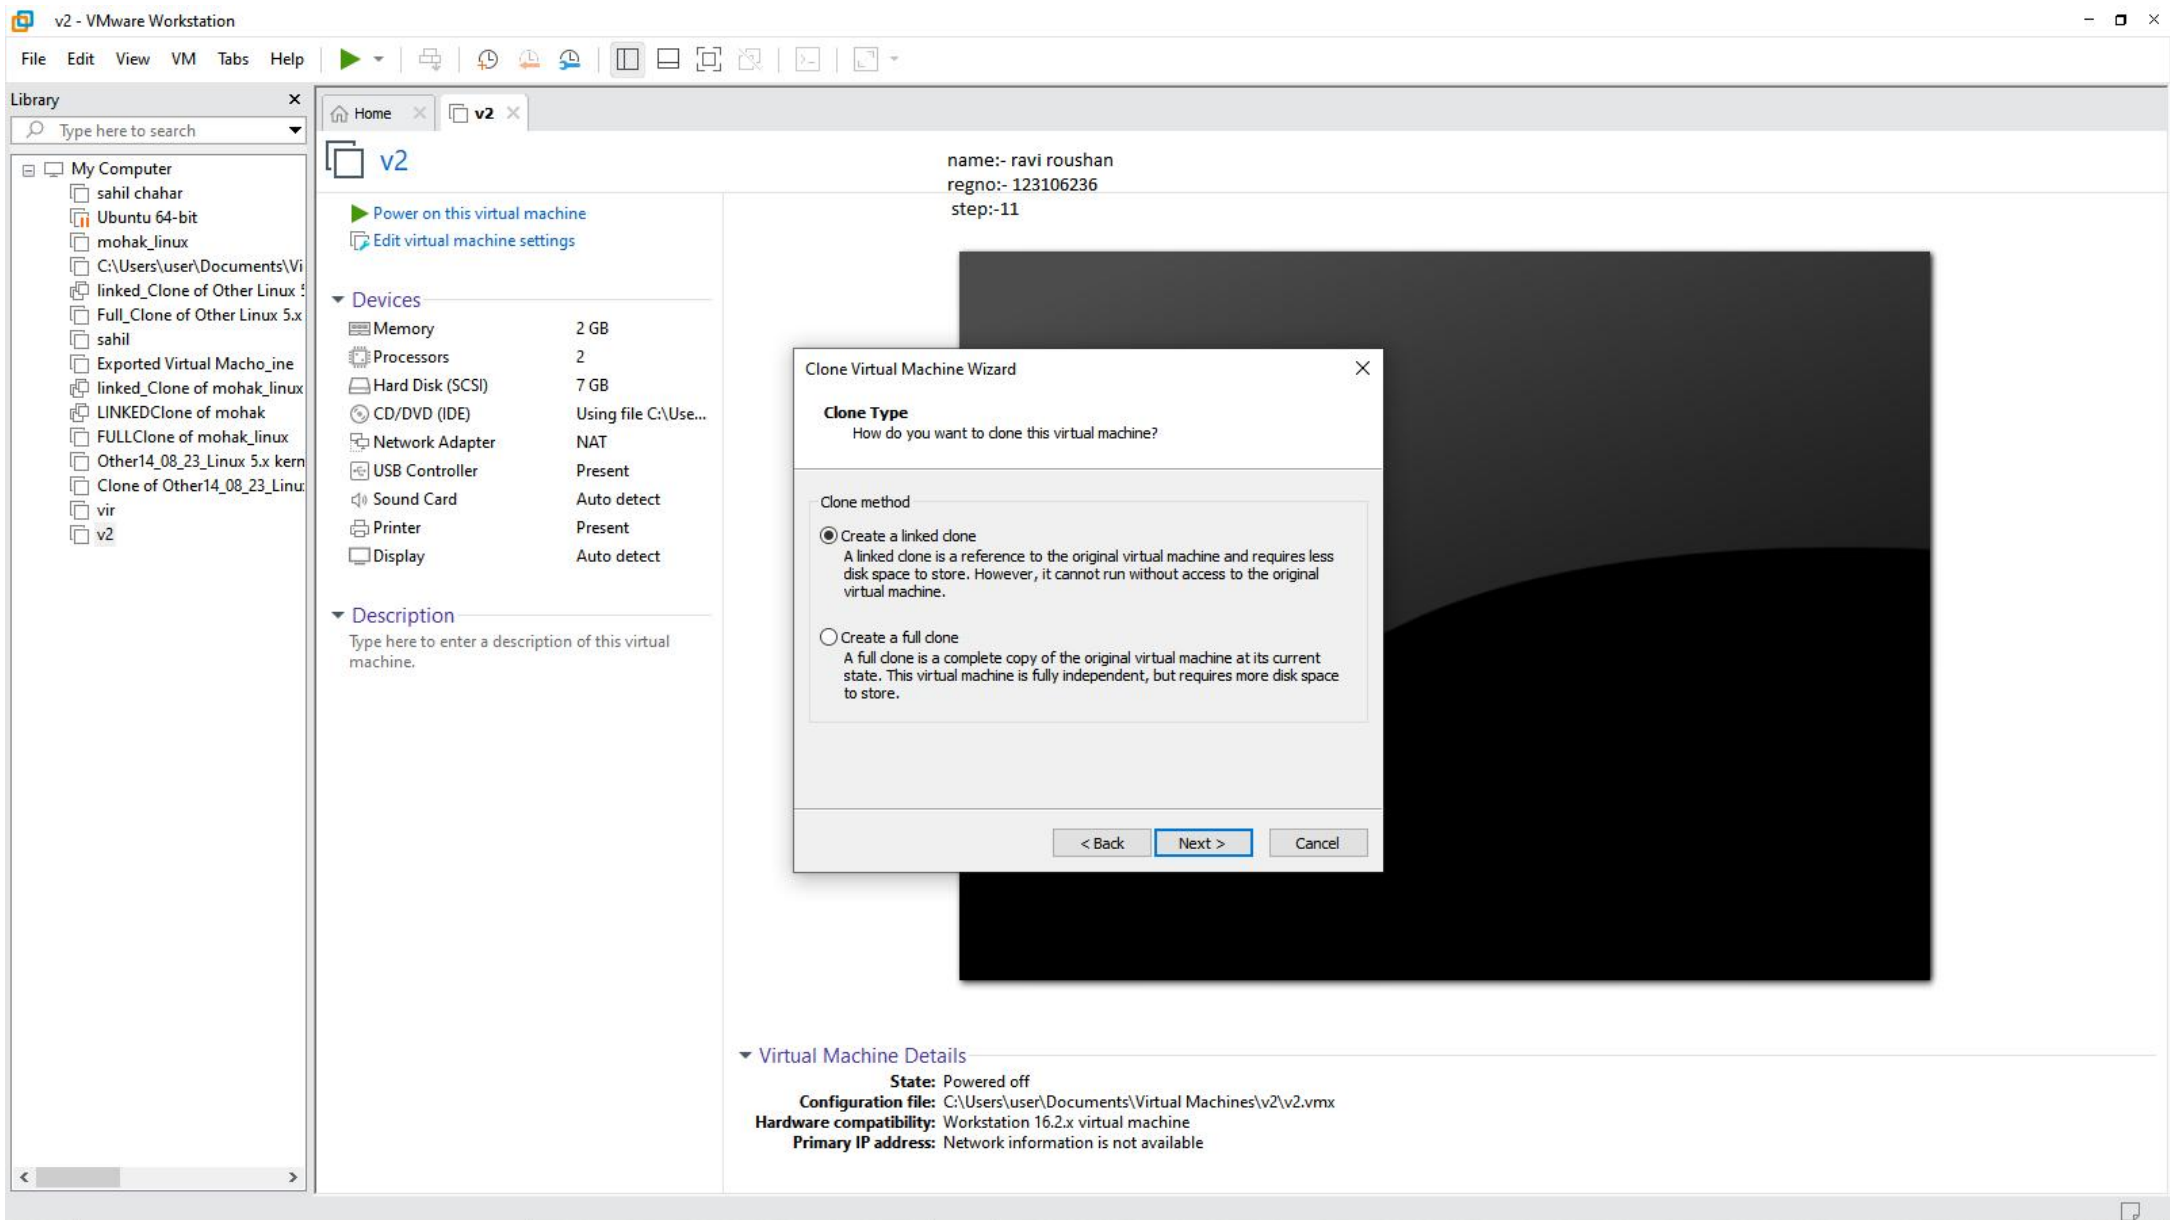 v2 - VMware Workstation
File Edit View VM Tabs Help
Library
Type here to search
My Computer
sahil chahar
Ubuntu 64-bit
mohak_linux
C:\Users\user\Documents\Vi
linked_Clone of Other Linux 5
Full_Clone of Other Linux 5.x
sahil
Exported Virtual Macho_ine
linked_Clone of mohak_linux
LINKEDClone of mohak
FULLClone of mohak_linux
Other14_08_23_Linux 5.x kern
Clone of Other14_08_23_Linu
vir
v2
Home
v2
v2
name:- ravi roushan
regno:- 123106236
step:-11
Power on this virtual machine
Edit virtual machine settings
Devices
Memory 2 GB
Processors 2
Hard Disk (SCSI) 7 GB
CD/DVD (IDE) Using file C:\Use...
Network Adapter NAT
USB Controller Present
Sound Card Auto detect
Printer Present
Display Auto detect
Description
Type here to enter a description of this virtual
machine.
Clone Virtual Machine Wizard
Clone Type
How do you want to clone this virtual machine?
Clone method
Create a linked clone
A linked clone is a reference to the original virtual machine and requires less
disk space to store. However, it cannot run without access to the original
virtual machine.
Create a full clone
A full clone is a complete copy of the original virtual machine at its current
state. This virtual machine is fully independent, but requires more disk space
to store.
< Back Next > Cancel
Virtual Machine Details
State: Powered off
Configuration file: C:\Users\user\Documents\Virtual Machines\v2\v2.vmx
Hardware compatibility: Workstation 16.2.x virtual machine
Primary IP address: Network information is not available